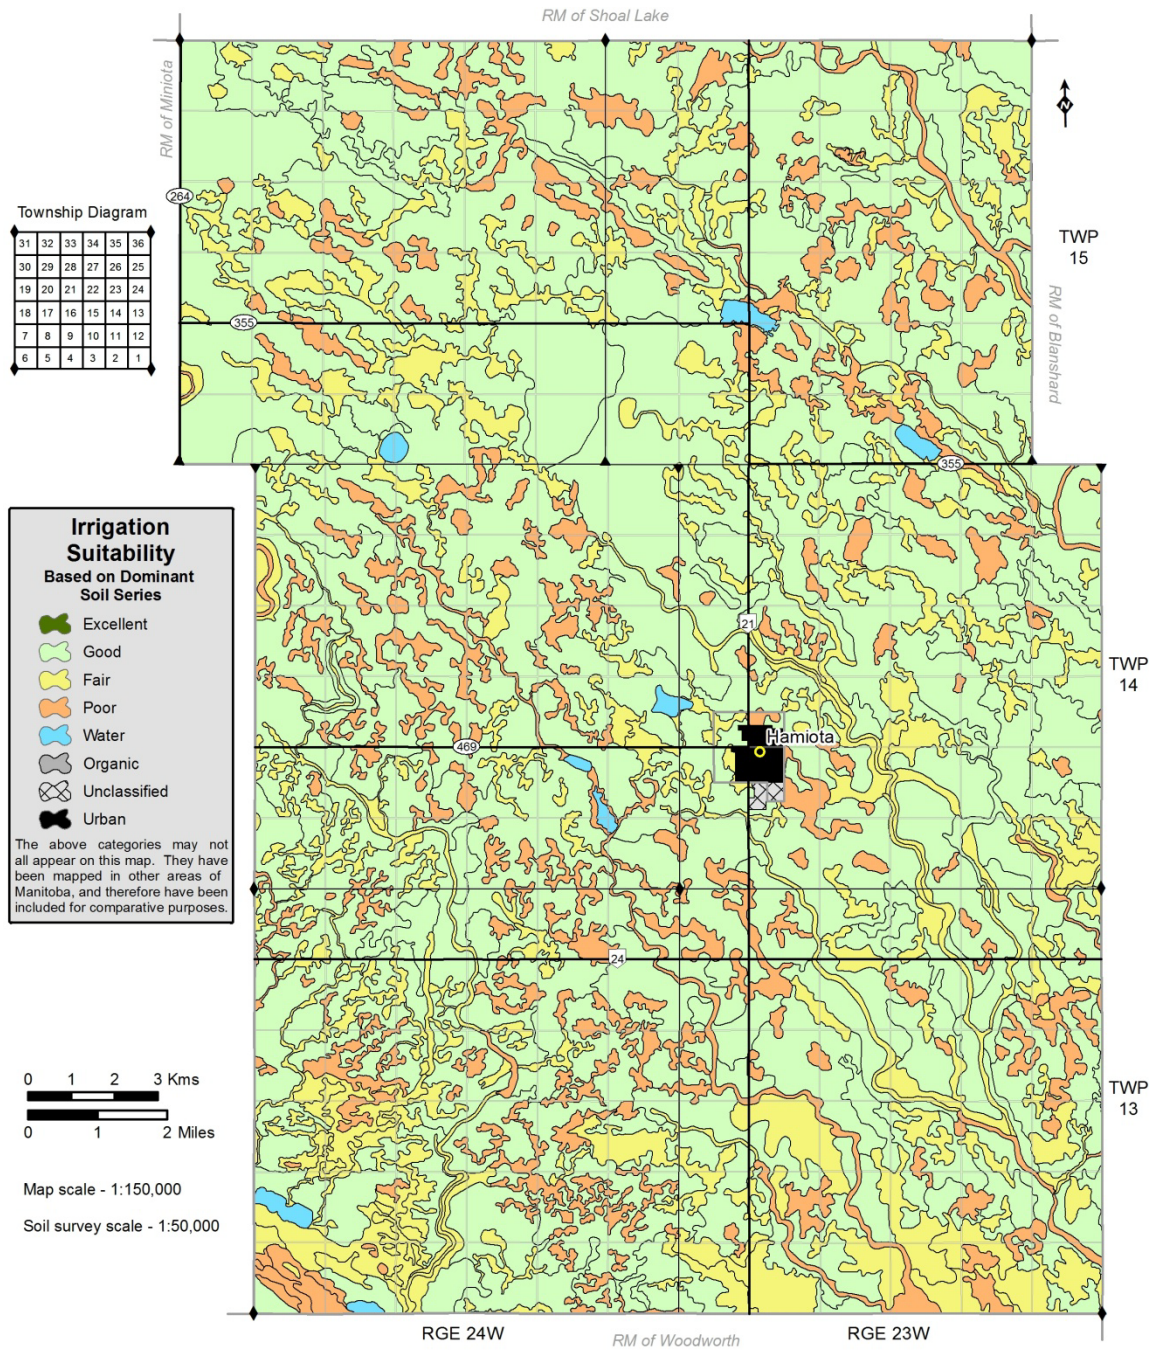 RM of Shoal Lake
RM of Miniota
N
264
Township Diagram
31 32 33 34 35 36
30 29 28 27 26 25
19 20 21 22 23 24
18 17 16 15 14 13
7 8 9 10 11 12
6 5 4 3 2 1
TWP
15
RM of Blanshard
355
355
Irrigation
Suitability
Based on Dominant
Soil Series
Excellent
Good
Fair
Poor
Water
Organic
Unclassified
Urban
The above categories may not
all appear on this map. They have
been mapped in other areas of
Manitoba, and therefore have been
included for comparative purposes.
21
TWP
14
Hamiota
469
24
0 1 2 3 Kms
0 1 2 Miles
TWP
13
Map scale - 1:150,000
Soil survey scale - 1:50,000
RGE 24W
RM of Woodworth
RGE 23W